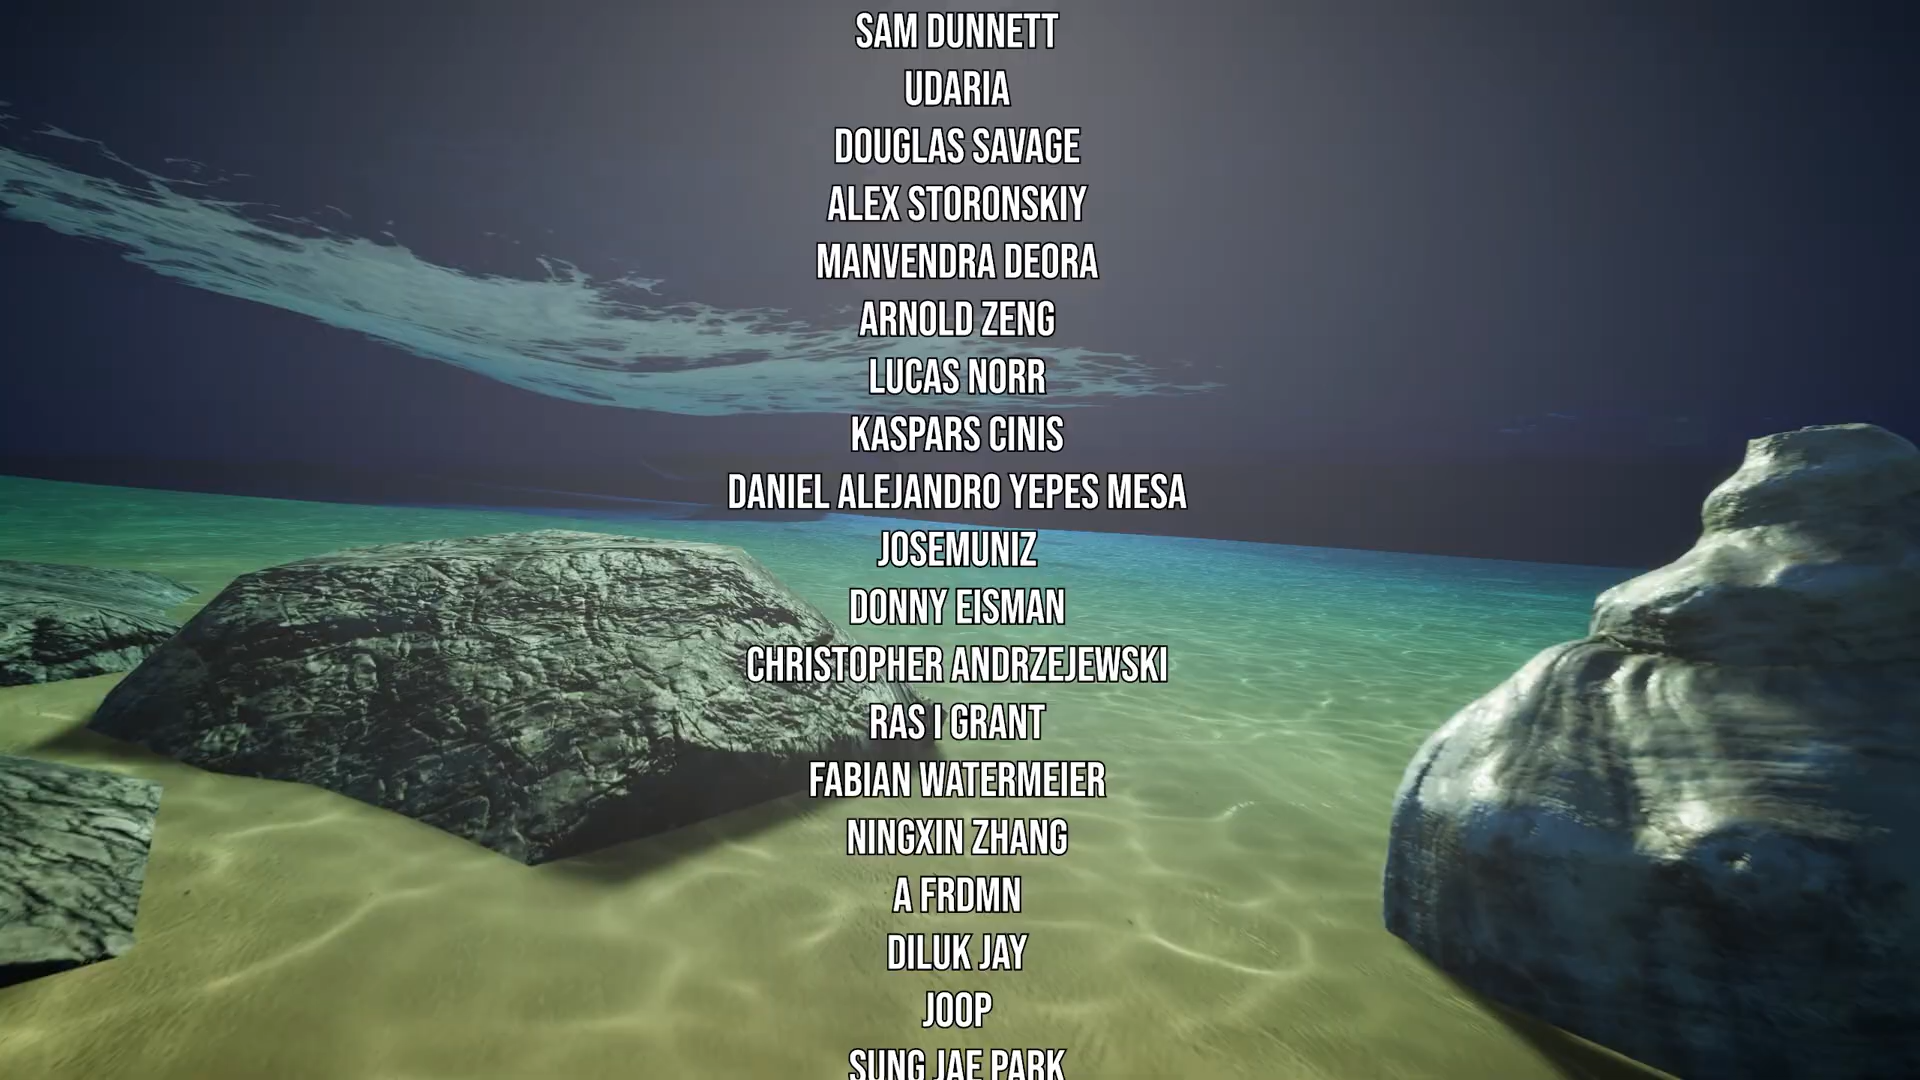 SAM DUNNETT
UDARIA
DOUGLAS SAVAGE
ALEX STORONSKIY
MANVENDRA DEORA
ARNOLD ZENG
LUCAS NORR
KASPARS CINIS
DANIEL ALEJANDRO YEPES MESA
JOSEMUNIZ
DONNY EISMAN
CHRISTOPHER ANDRZEJEWSKI
RAS I GRANT
FABIAN WATERMEIER
NINGXIN ZHANG
A FRDMN
DILUK JAY
JOOP
SUNG JAE PARK